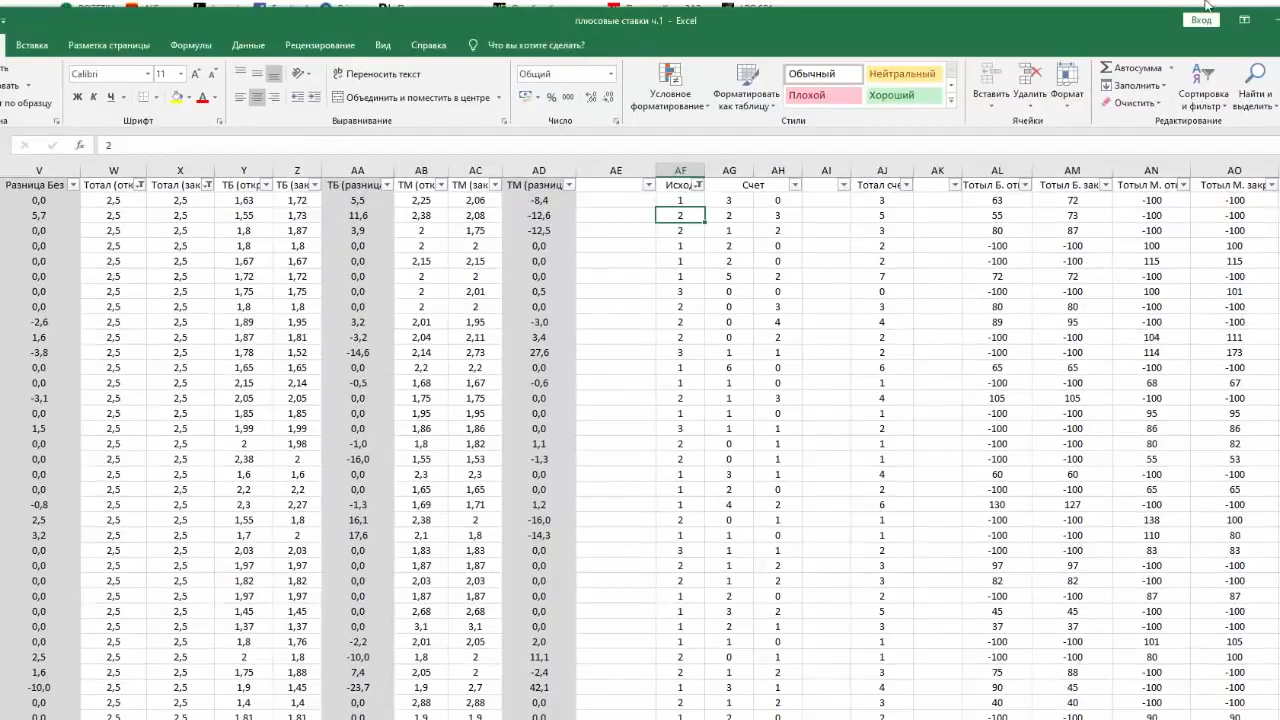 плюсовые ставки ч.1 - Excel
Вход
Вставка Разметка страницы Формулы Данные Рецензирование Вид Справка Что вы хотите сделать?
Calibri 11 Переносить текст Общий Условное форматирование Форматировать как таблицу Обычный Нейтральный Вставить Удалить Формат Автосумма Сортировка и фильтр Найти и выделить
по образцу Ж К Ч Объединить и поместить в центре % 000 Плохой Хороший Заполнить Очистить
Шрифт Выравнивание Число Стили Ячейки Редактирование
fx 2
V W X Y Z AA AB AC AD AE AF AG AH AI AJ AK AL AM AN AO
Разница Без Тотал (отк Тотал (зак ТБ (откр ТБ (зак ТБ (разниц ТМ (отк ТМ (зак ТМ (разниц Исхо Счет Тотал сче Тотыл Б. от Тотыл Б. зак Тотыл М. от Тотыл М. зак
0,0 2,5 2,5 1,63 1,72 5,5 2,25 2,06 -8,4 1 3 0 3 63 72 -100 -100
5,7 2,5 2,5 1,55 1,73 11,6 2,38 2,08 -12,6 2 2 3 5 55 73 -100 -100
0,0 2,5 2,5 1,8 1,87 3,9 2 1,75 -12,5 2 1 2 3 80 87 -100 -100
0,0 2,5 2,5 1,8 1,8 0,0 2 2 0,0 1 2 0 2 -100 -100 100 100
0,0 2,5 2,5 1,67 1,67 0,0 2,15 2,15 0,0 1 2 0 2 -100 -100 115 115
0,0 2,5 2,5 1,72 1,72 0,0 2 2 0,0 1 5 2 7 72 72 -100 -100
0,0 2,5 2,5 1,75 1,75 0,0 2 2,01 0,5 3 0 0 0 -100 -100 100 101
0,0 2,5 2,5 1,8 1,8 0,0 2 2 0,0 2 0 3 3 80 80 -100 -100
-2,6 2,5 2,5 1,89 1,95 3,2 2,01 1,95 -3,0 2 0 4 4 89 95 -100 -100
1,6 2,5 2,5 1,87 1,81 -3,2 2,04 2,11 3,4 2 0 2 2 -100 -100 104 111
-3,8 2,5 2,5 1,78 1,52 -14,6 2,14 2,73 27,6 3 1 1 2 -100 -100 114 173
0,0 2,5 2,5 1,65 1,65 0,0 2,2 2,2 0,0 1 6 0 6 65 65 -100 -100
0,0 2,5 2,5 2,15 2,14 -0,5 1,68 1,67 -0,6 1 1 0 1 -100 -100 68 67
-3,1 2,5 2,5 2,05 2,05 0,0 1,75 1,75 0,0 2 1 3 4 105 105 -100 -100
0,0 2,5 2,5 1,85 1,85 0,0 1,95 1,95 0,0 1 1 0 1 -100 -100 95 95
1,5 2,5 2,5 1,99 1,99 0,0 1,86 1,86 0,0 3 1 1 2 -100 -100 86 86
0,0 2,5 2,5 2 1,98 -1,0 1,8 1,82 1,1 2 0 1 1 -100 -100 80 82
0,0 2,5 2,5 2,38 2 -16,0 1,55 1,53 -1,3 2 0 1 1 -100 -100 55 53
0,0 2,5 2,5 1,6 1,6 0,0 2,3 2,3 0,0 1 3 1 4 60 60 -100 -100
0,0 2,5 2,5 2,2 2,2 0,0 1,65 1,65 0,0 1 2 0 2 -100 -100 65 65
-0,8 2,5 2,5 2,3 2,27 -1,3 1,69 1,71 1,2 1 4 2 6 130 127 -100 -100
2,5 2,5 2,5 1,55 1,8 16,1 2,38 2 -16,0 2 0 1 1 -100 -100 138 100
3,2 2,5 2,5 1,7 2 17,6 2,1 1,8 -14,3 1 1 0 1 -100 -100 110 80
0,0 2,5 2,5 2,03 2,03 0,0 1,83 1,83 0,0 3 1 1 2 -100 -100 83 83
0,0 2,5 2,5 1,97 1,97 0,0 1,87 1,87 0,0 2 1 2 3 97 97 -100 -100
0,0 2,5 2,5 1,82 1,82 0,0 2,03 2,03 0,0 2 1 2 3 82 82 -100 -100
0,0 2,5 2,5 1,97 1,97 0,0 1,87 1,87 0,0 1 2 0 2 -100 -100 87 87
0,0 2,5 2,5 1,45 1,45 0,0 2,68 2,68 0,0 1 3 2 5 45 45 -100 -100
0,0 2,5 2,5 1,37 1,37 0,0 3,1 3,1 0,0 1 2 1 3 37 37 -100 -100
0,0 2,5 2,5 1,8 1,76 -2,2 2,01 2,05 2,0 1 1 0 1 -100 -100 101 105
2,5 2,5 2,5 2 1,8 -10,0 1,8 2 11,1 2 0 1 1 -100 -100 80 100
1,6 2,5 2,5 1,75 1,88 7,4 2,05 2 -2,4 2 1 2 3 75 88 -100 -100
-10,0 2,5 2,5 1,9 1,45 -23,7 1,9 2,7 42,1 1 3 1 4 90 45 -100 -100
0,0 2,5 2,5 1,4 1,4 0,0 2,88 2,88 0,0 2 1 2 3 40 40 -100 -100
0,0 2,5 2,5 1,81 1,81 0,0 1,9 1,9 0,0 1 2 0 2 -100 -100 90 90